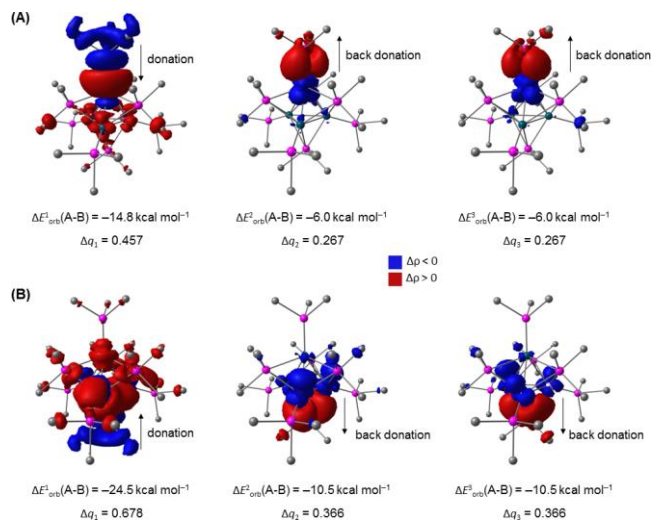 (A)
donation
back donation
back donation
ΔE¹orb(A-B) = –14.8 kcal mol⁻¹
Δq₁ = 0.457
ΔE²orb(A-B) = –6.0 kcal mol⁻¹
Δq₂ = 0.267
ΔE³orb(A-B) = –6.0 kcal mol⁻¹
Δq₃ = 0.267
Δρ < 0
Δρ > 0
(B)
donation
back donation
back donation
ΔE¹orb(A-B) = –24.5 kcal mol⁻¹
Δq₁ = 0.678
ΔE²orb(A-B) = –10.5 kcal mol⁻¹
Δq₂ = 0.366
ΔE³orb(A-B) = –10.5 kcal mol⁻¹
Δq₃ = 0.366